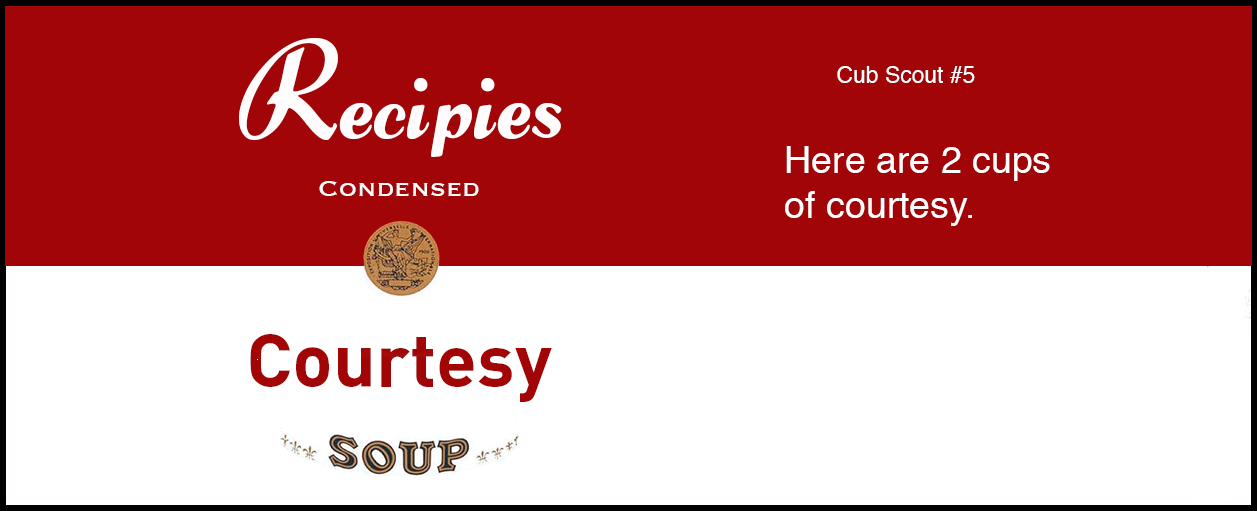 Recipies
Condensed
Courtesy
SOUP
Cub Scout #5
Here are 2 cups
of courtesy.